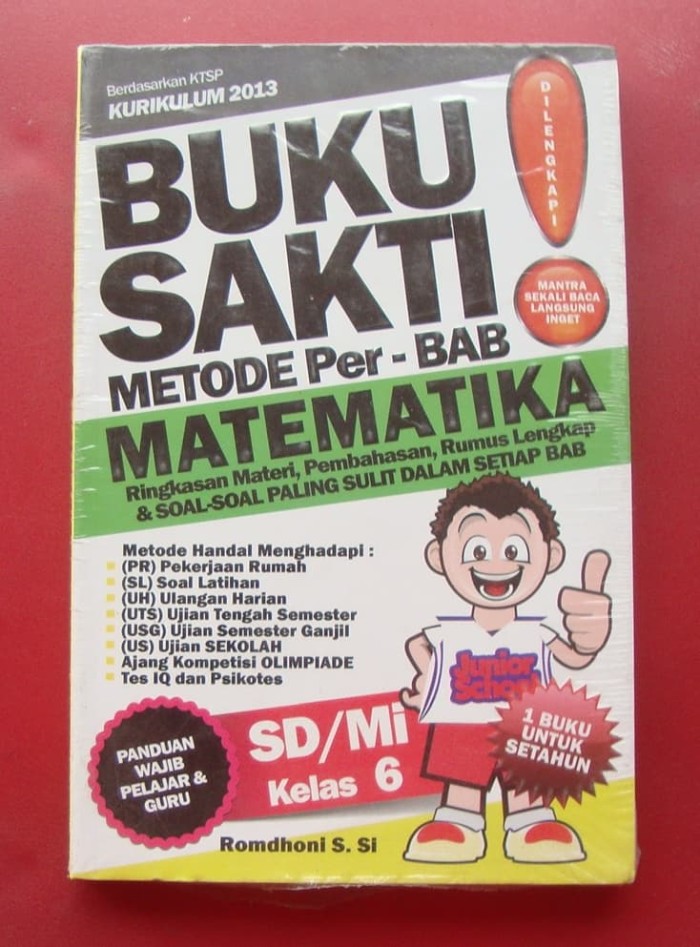 Berdasarkan KTSP
KURIKULUM 2013
BUKU
SAKTI
METODE Per - BAB
DILENGKAPI
MANTRA
SEKALI BACA
LANGSUNG
INGET
MATEMATIKA
Ringkasan Materi, Pembahasan, Rumus Lengkap
& SOAL-SOAL PALING SULIT DALAM SETIAP BAB
Metode Handal Menghadapi :
(PR) Pekerjaan Rumah
(SL) Soal Latihan
(UH) Ulangan Harian
(UTS) Ujian Tengah Semester
(USG) Ujian Semester Ganjil
(US) Ujian SEKOLAH
Ajang Kompetisi OLIMPIADE
Tes IQ dan Psikotes
Junior
School
1 BUKU
UNTUK
SETAHUN
PANDUAN
WAJIB
PELAJAR &
GURU
SD/Mi
Kelas 6
Romdhoni S. Si